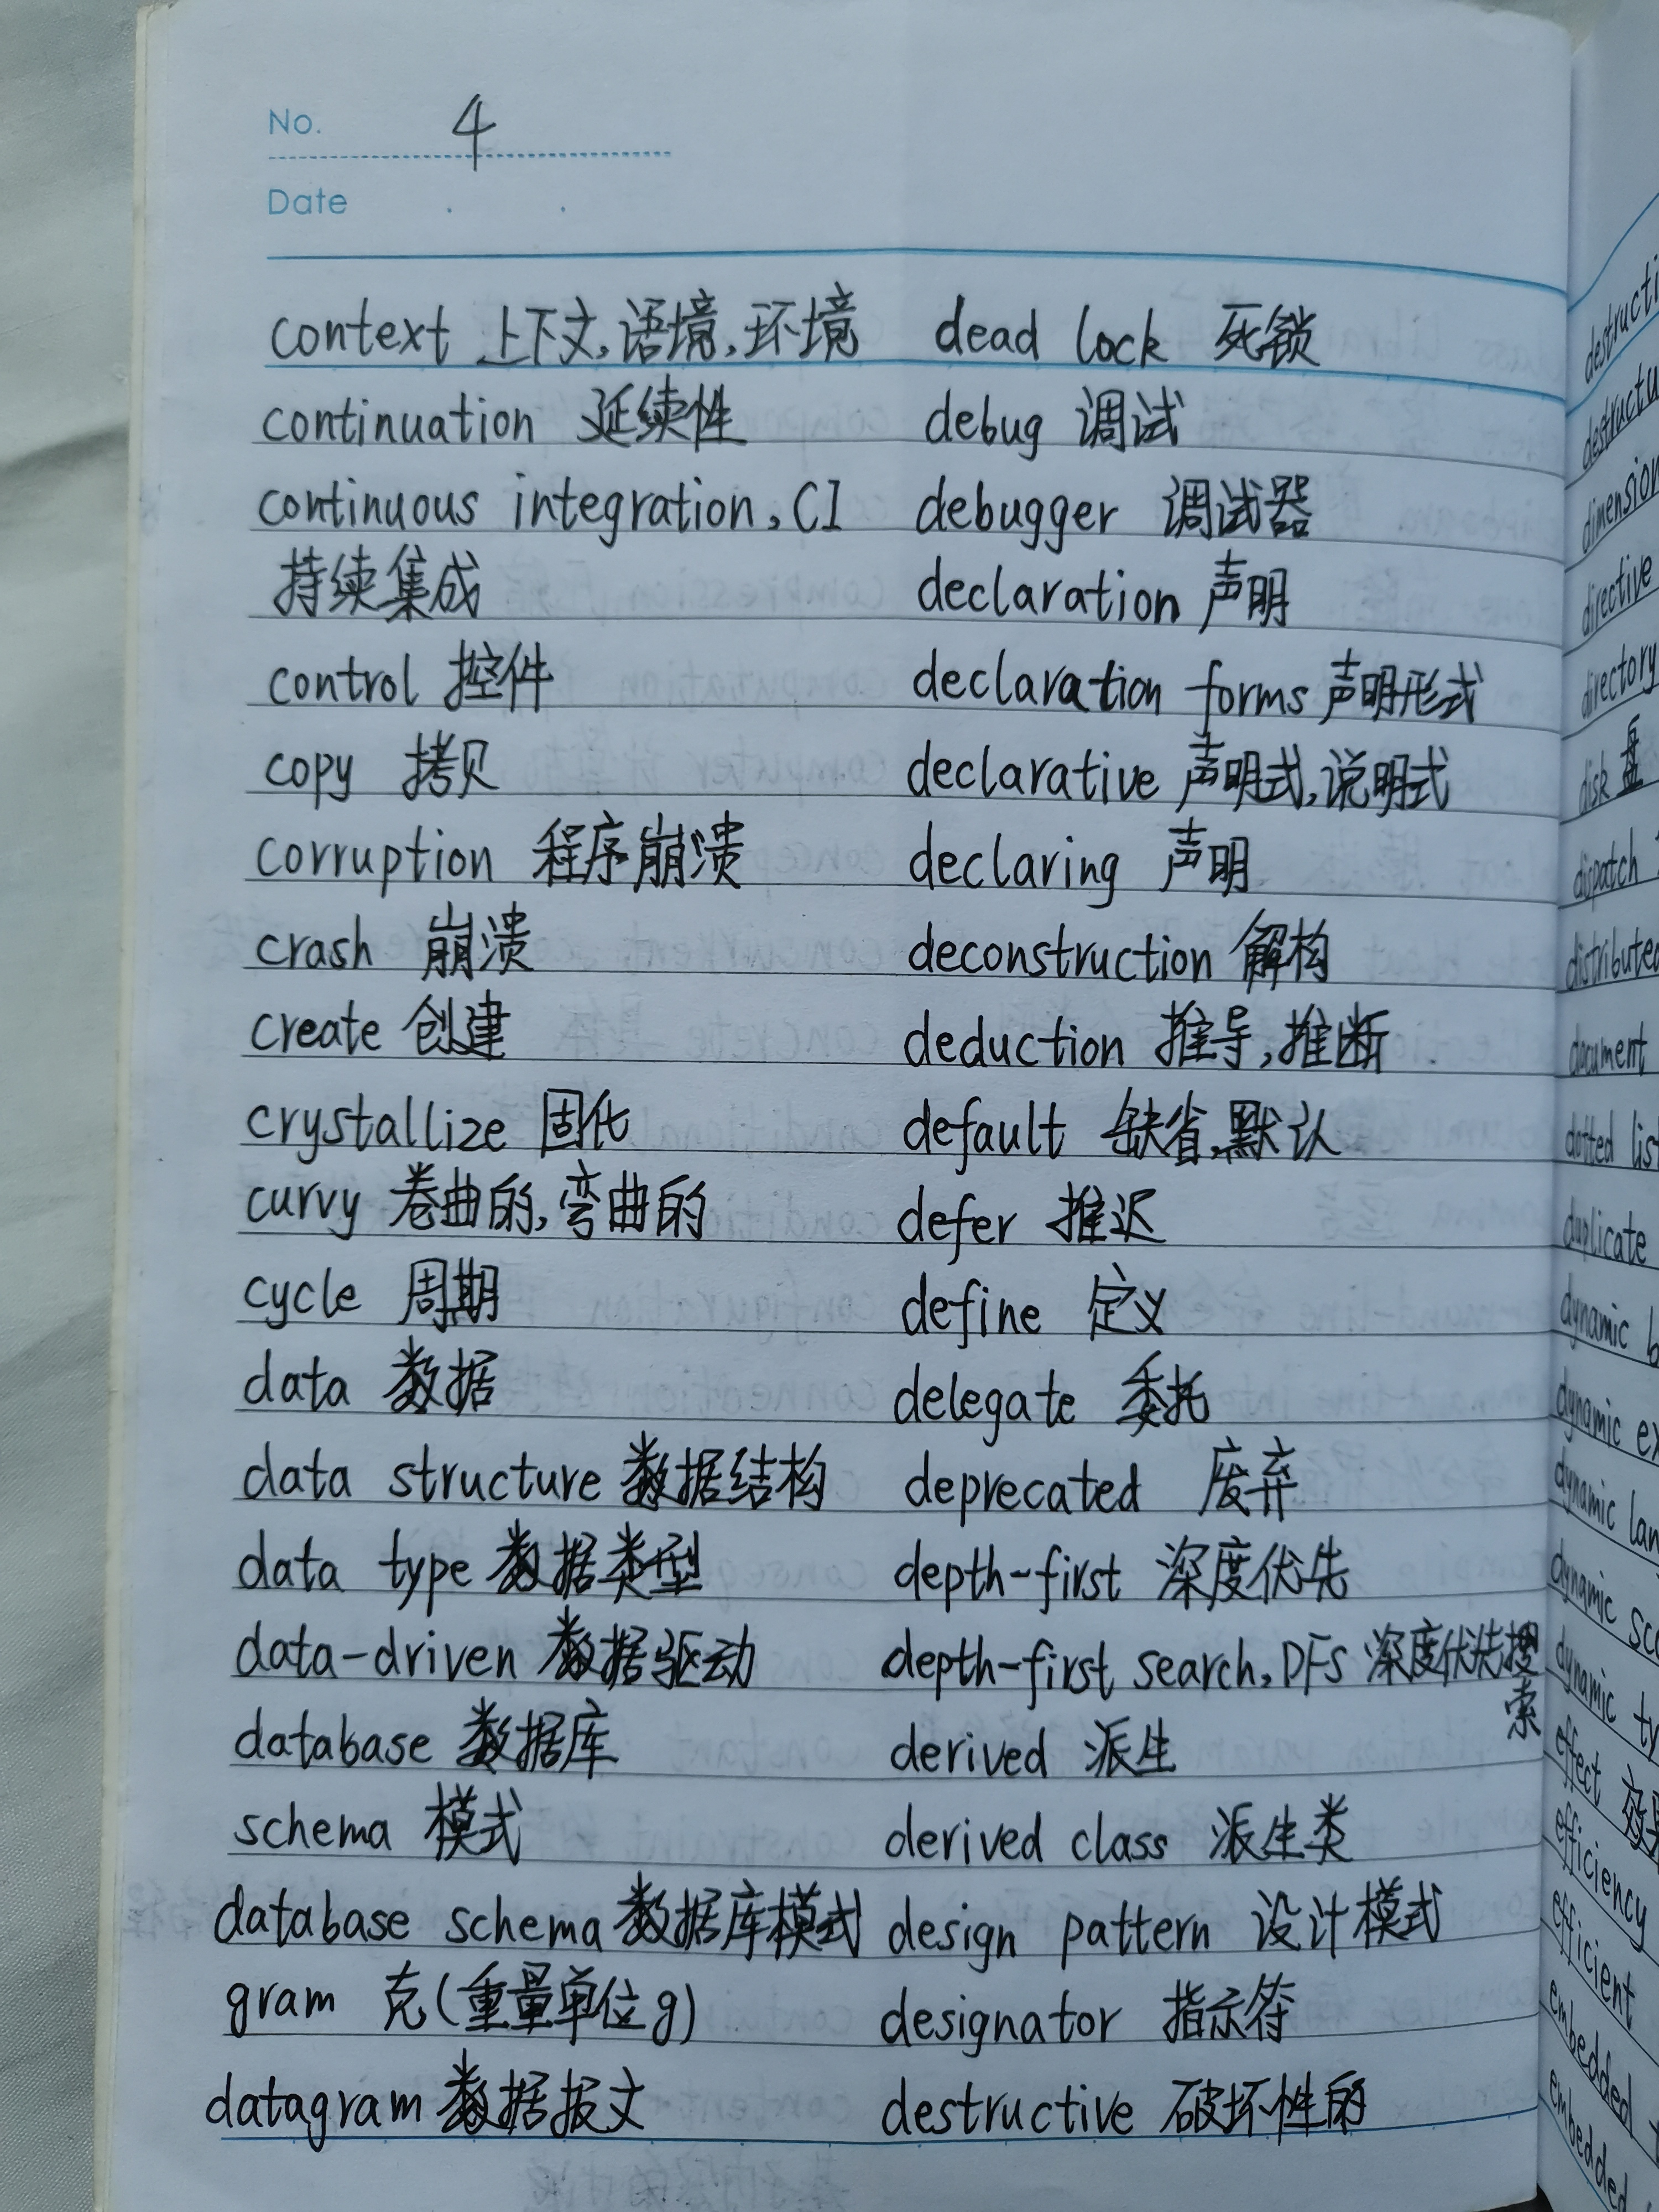 No. 4
Date
context 上下文,语境,环境
continuation 延续性
continuous integration, CI
持续集成
control 控件
copy 拷贝
corruption 程序崩溃
crash 崩溃
create 创建
crystallize 固化
curvy 卷曲的,弯曲的
cycle 周期
data 数据
data structure 数据结构
data type 数据类型
data-driven 数据驱动
database 数据库
schema 模式
database schema 数据库模式
gram 克(重量单位g)
datagram 数据报文
dead lock 死锁
debug 调试
debugger 调试器
declaration 声明
declaration forms 声明形式
declarative 声明式,说明式
declaring 声明
deconstruction 解构
deduction 推导,推断
default 缺省,默认
defer 推迟
define 定义
delegate 委托
deprecated 废弃
depth-first 深度优先
depth-first search, DFS 深度优先搜
索
derived 派生
derived class 派生类
design pattern 设计模式
designator 指示符
destructive 破坏性的
directive
directory
disk 盘
dispatch
document
duplicate
dynamic
dynamic
dynamic
dynamic
dynamic
effect 效果
efficiency
efficient
embedded
embedded